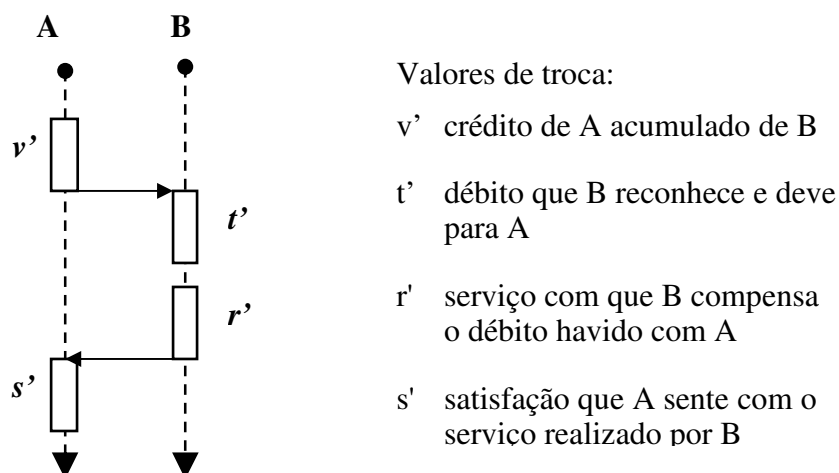 A B
Valores de troca:
v’ crédito de A acumulado de B
v’
t’ débito que B reconhece e deve
para A
t’
r' serviço com que B compensa
o débito havido com A
r’
s' satisfação que A sente com o
serviço realizado por B
s’